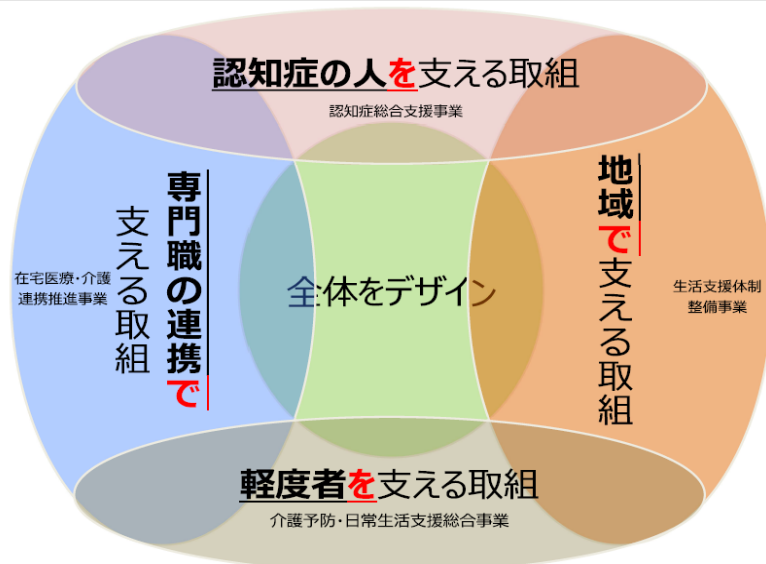 認知症の人を支える取組
認知症総合支援事業
専門職の連携で
支える取組
在宅医療・介護
連携推進事業
全体をデザイン
地域で支える取組
生活支援体制
整備事業
軽度者を支える取組
介護予防・日常生活支援総合事業